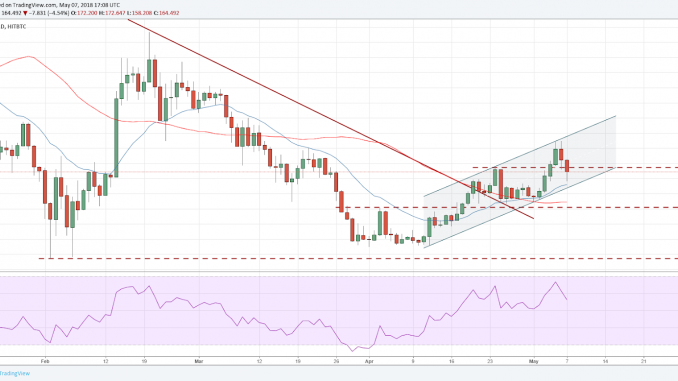 d on TradingView.com, May 07, 2018 17:08 UTC
164.492 ▼ -7.831 (-4.54%) O:172.200 H:172.647 L:158.208 C:164.492
D, HITBTC
Feb 12 19 Mar 12 19 26 Apr 9 16 23 May 7 14 21
TradingView